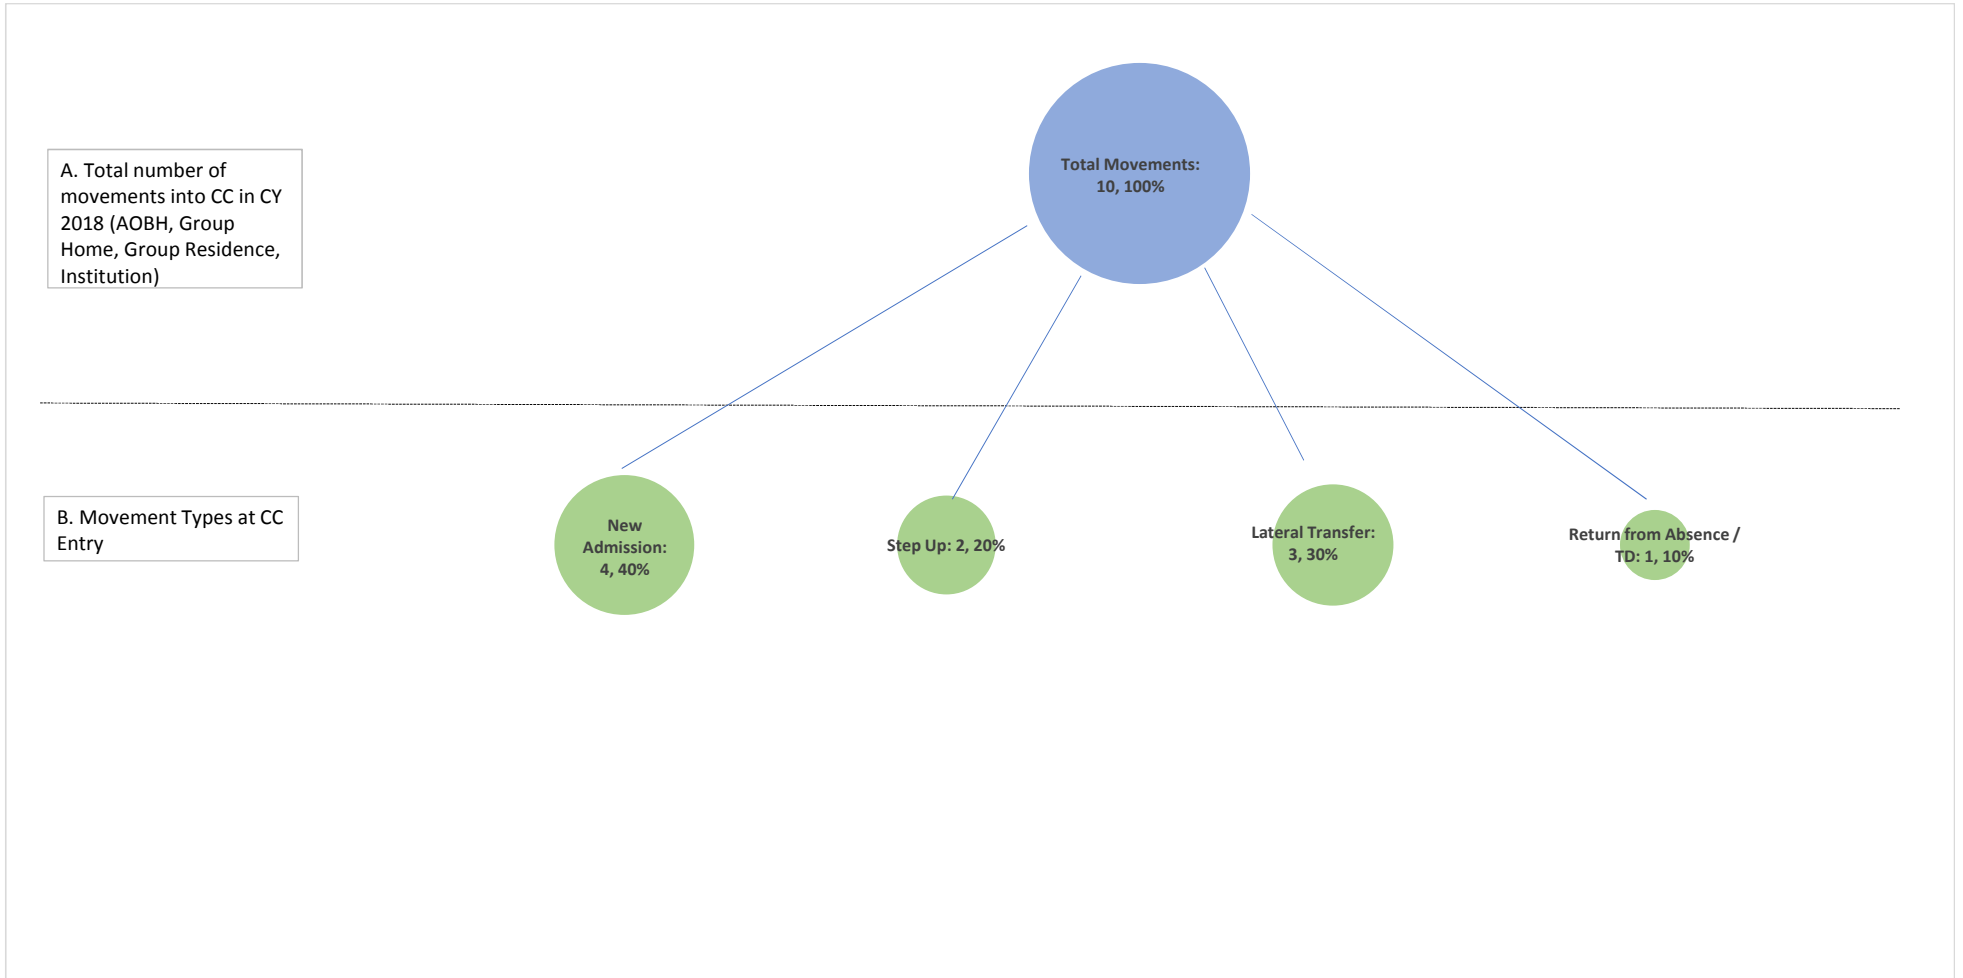 A. Total number of
movements into CC in CY
2018 (AOBH, Group
Home, Group Residence,
Institution)
Total Movements:
10, 100%
B. Movement Types at CC
Entry
New
Admission:
4, 40%
Step Up: 2, 20%
Lateral Transfer:
3, 30%
Return from Absence /
TD: 1, 10%